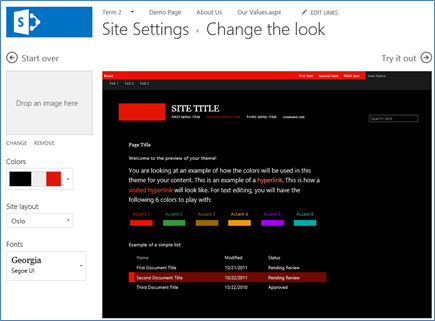 Term 2 Demo Page About Us Our Values.aspx EDIT LINKS
Site Settings › Change the look
Start over
Try it out
Drop an image here
CHANGE REMOVE
Colors
Site layout
Oslo
Fonts
Georgia
Segoe UI
Brand First Item Second Item Third Item User Name
Tab 1 Tab 2 Tab 3
SITE TITLE
FIRST MENU ITEM SECOND MENU ITEM THIRD MENU ITEM COMMAND LINK
Search text
Page Title
Welcome to the preview of your theme!
You are looking at an example of how the colors will be used in this
theme for your content. This is an example of a hyperlink. This is how a
visited hyperlink will look like. For text editing, you will have the
following 6 colors to play with:
Accent 1 Accent 2 Accent 3 Accent 4 Accent 5 Accent 6
Example of a simple list:
Name Modified Status
First Document Title 10/21/2011 Pending Review
Second Document Title 10/22/2011 Pending Review
Third Document Title 10/22/2010 Approved